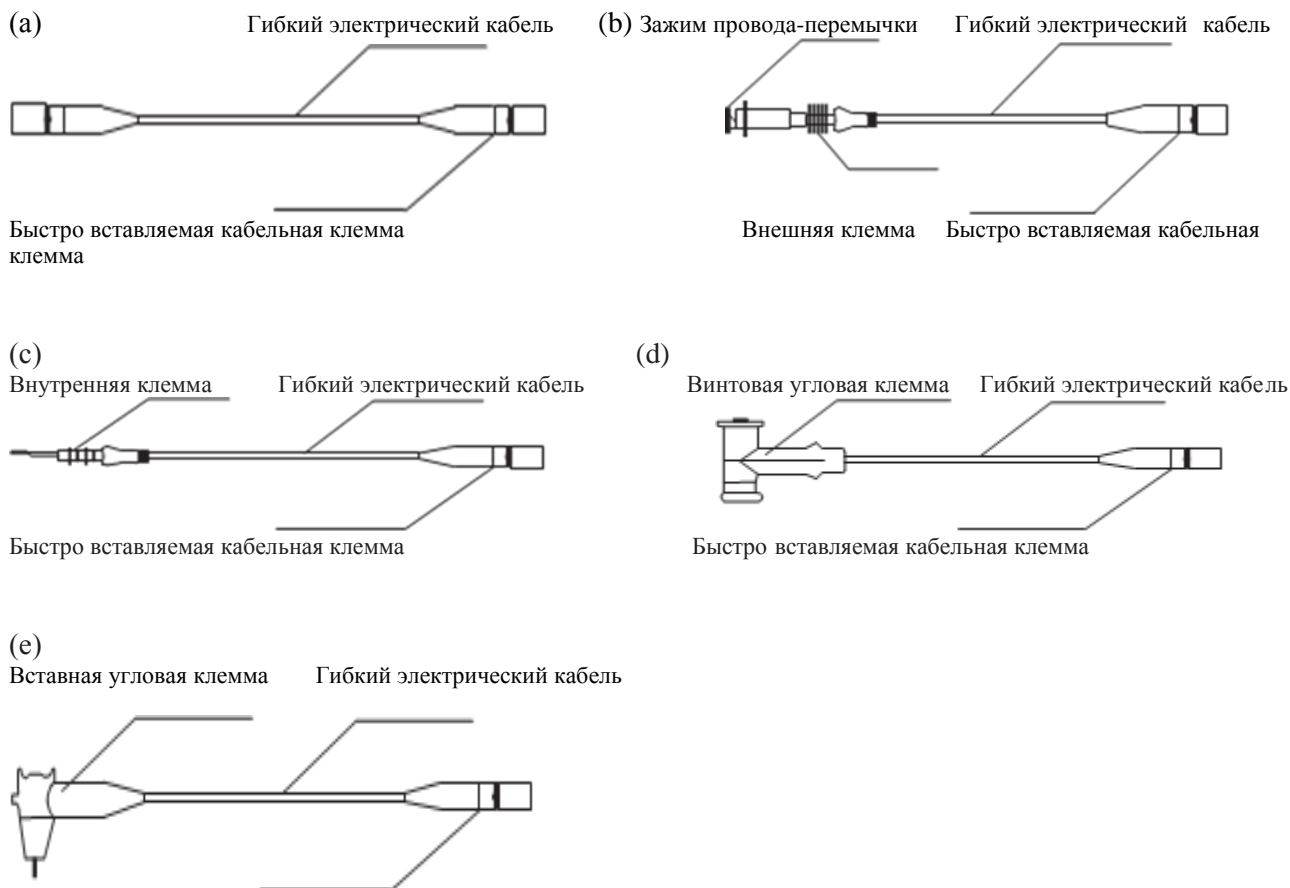 (a)
Гибкий электрический кабель
Быстро вставляемая кабельная клемма
клемма
(b) Зажим провода-перемычки
Гибкий электрический кабель
Внешняя клемма
Быстро вставляемая кабельная
(c)
Внутренняя клемма
Гибкий электрический кабель
Быстро вставляемая кабельная клемма
(d)
Винтовая угловая клемма
Гибкий электрический кабель
Быстро вставляемая кабельная клемма
(e)
Вставная угловая клемма
Гибкий электрический кабель